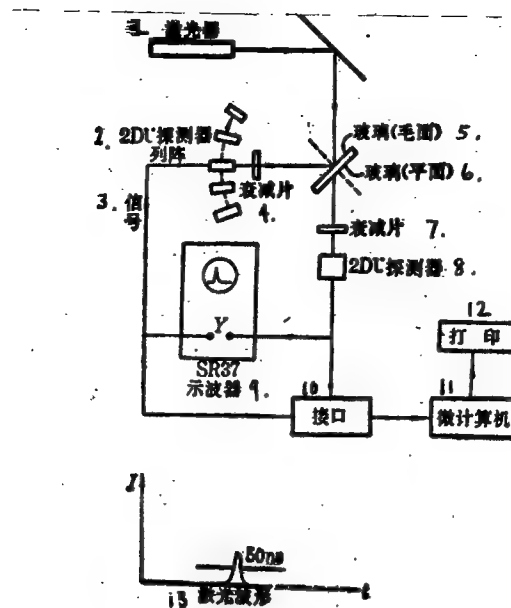 1. 激光器
2. 2DU探测器
列阵
3. 信
号
衰减片
4.
玻璃(毛面) 5.
玻璃(平面) 6.
衰减片 7.
2DU探测器 8.
Y
SR37
示波器 9.
10
接口
11
微计算机
12.
打印
I
50ns
t
13 激光波形